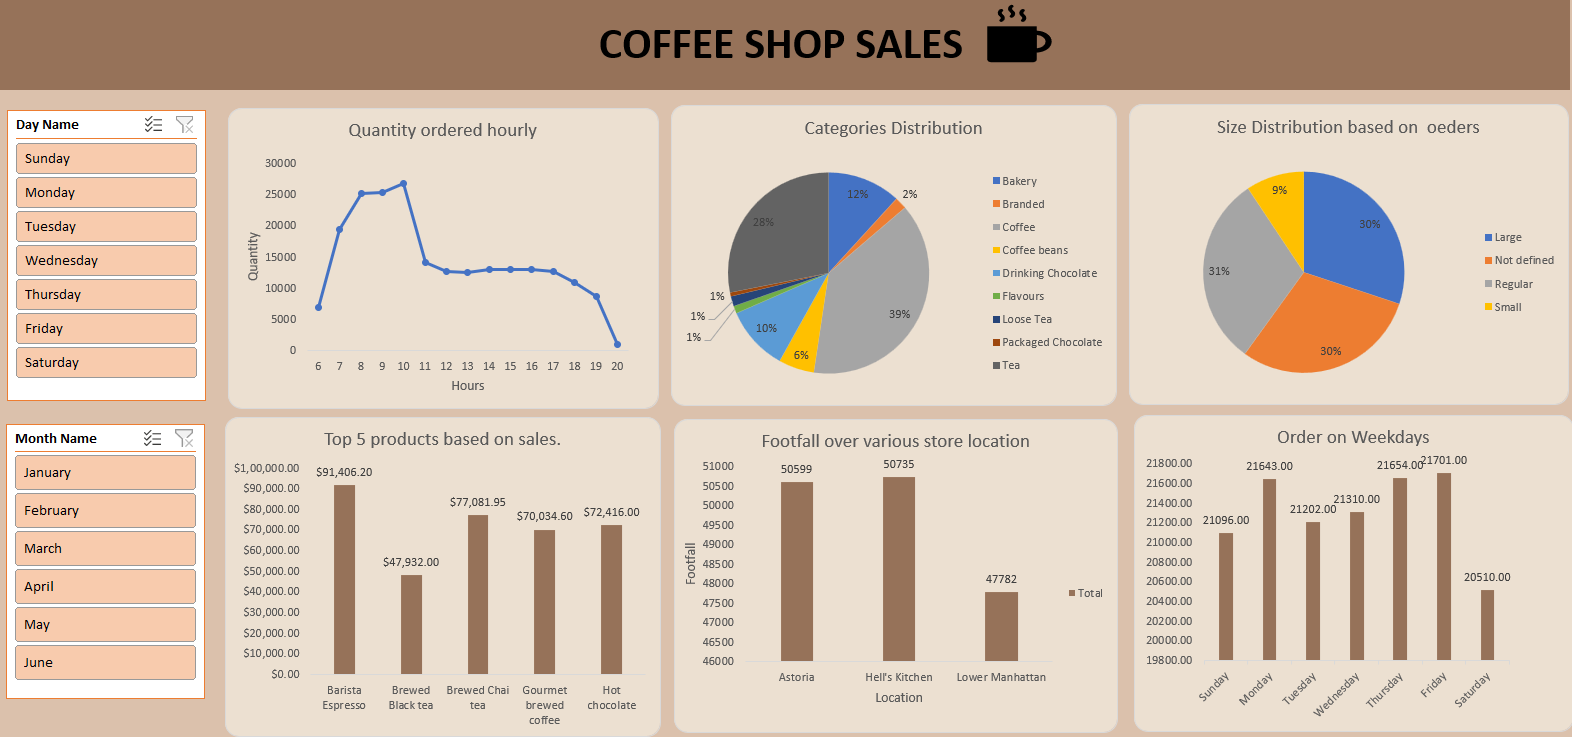 COFFEE SHOP SALES
Day Name
Sunday
Monday
Tuesday
Wednesday
Thursday
Friday
Saturday
Month Name
January
February
March
April
May
June
Quantity ordered hourly
30000
25000
20000
15000
10000
5000
0
Quantity
6 7 8 9 10 11 12 13 14 15 16 17 18 19 20
Hours
Categories Distribution
12%
2%
39%
6%
10%
1%
1%
1%
28%
Bakery
Branded
Coffee
Coffee beans
Drinking Chocolate
Flavours
Loose Tea
Packaged Chocolate
Tea
Size Distribution based on oeders
30%
30%
31%
9%
Large
Not defined
Regular
Small
Top 5 products based on sales.
$1,00,000.00
$90,000.00
$80,000.00
$70,000.00
$60,000.00
$50,000.00
$40,000.00
$30,000.00
$20,000.00
$10,000.00
$0.00
$91,406.20
$47,932.00
$77,081.95
$70,034.60
$72,416.00
Barista
Espresso
Brewed
Black tea
Brewed Chai
tea
Gourmet
brewed
coffee
Hot
chocolate
Footfall over various store location
51000
50500
50000
49500
49000
48500
48000
47500
47000
46500
46000
Footfall
50599
50735
47782
Astoria
Hell's Kitchen
Lower Manhattan
Location
Total
Order on Weekdays
21800.00
21600.00
21400.00
21200.00
21000.00
20800.00
20600.00
20400.00
20200.00
20000.00
19800.00
21096.00
21643.00
21202.00
21310.00
21654.00
21701.00
20510.00
Sunday
Monday
Tuesday
Wednesday
Thursday
Friday
Saturday